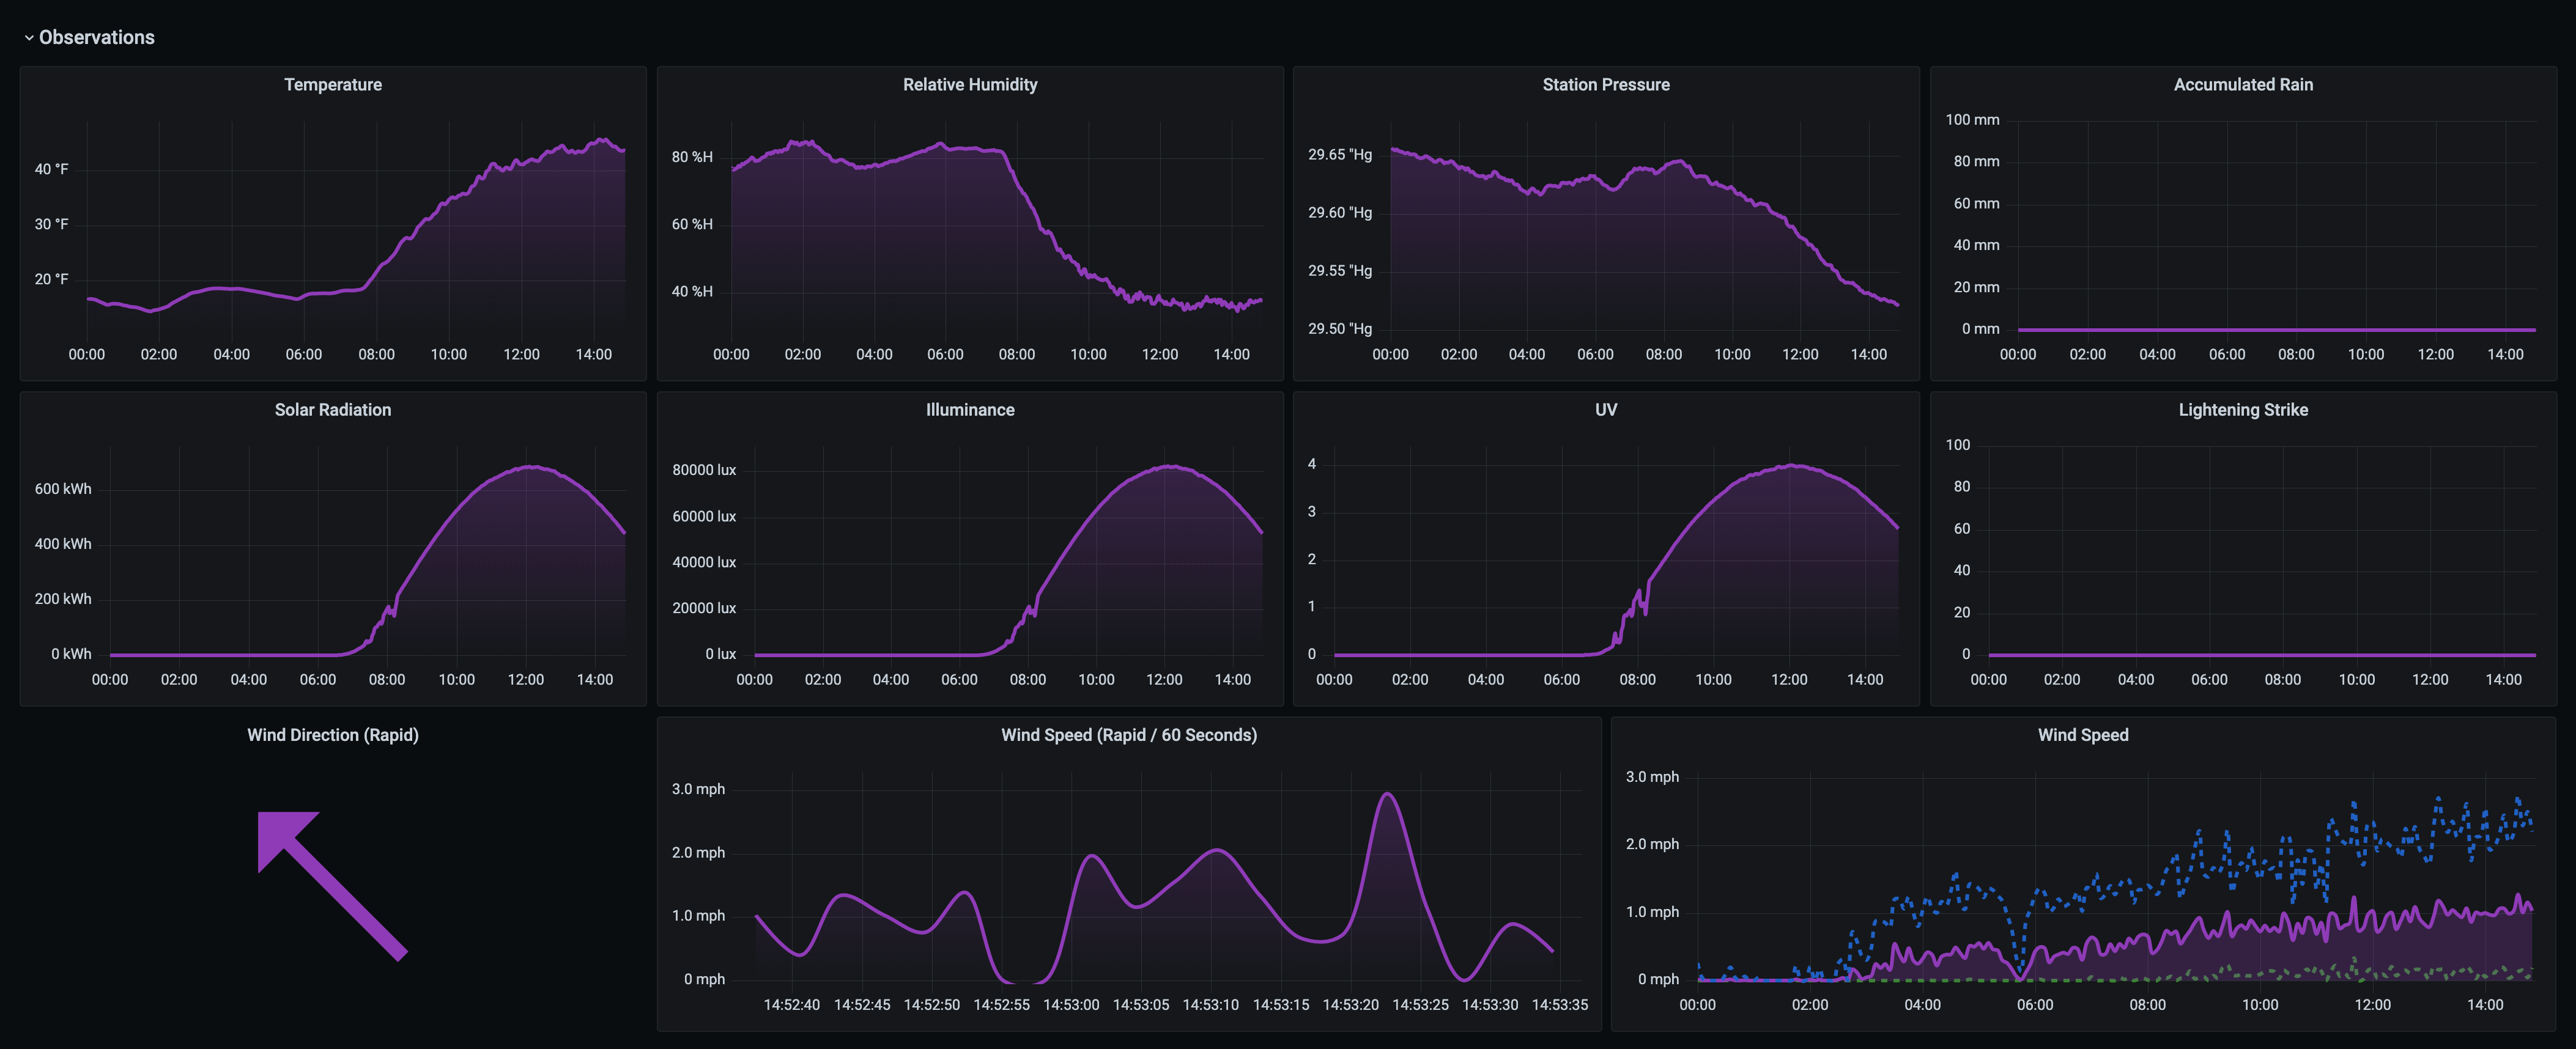 Observations
Temperature
40 °F
30 °F
20 °F
00:00 02:00 04:00 06:00 08:00 10:00 12:00 14:00
Relative Humidity
80 %H
60 %H
40 %H
00:00 02:00 04:00 06:00 08:00 10:00 12:00 14:00
Station Pressure
29.65 "Hg
29.60 "Hg
29.55 "Hg
29.50 "Hg
00:00 02:00 04:00 06:00 08:00 10:00 12:00 14:00
Accumulated Rain
100 mm
80 mm
60 mm
40 mm
20 mm
0 mm
00:00 02:00 04:00 06:00 08:00 10:00 12:00 14:00
Solar Radiation
600 kWh
400 kWh
200 kWh
0 kWh
00:00 02:00 04:00 06:00 08:00 10:00 12:00 14:00
Illuminance
80000 lux
60000 lux
40000 lux
20000 lux
0 lux
00:00 02:00 04:00 06:00 08:00 10:00 12:00 14:00
UV
4
3
2
1
0
00:00 02:00 04:00 06:00 08:00 10:00 12:00 14:00
Lightening Strike
100
80
60
40
20
0
00:00 02:00 04:00 06:00 08:00 10:00 12:00 14:00
Wind Direction (Rapid)
Wind Speed (Rapid / 60 Seconds)
3.0 mph
2.0 mph
1.0 mph
0 mph
14:52:40 14:52:45 14:52:50 14:52:55 14:53:00 14:53:05 14:53:10 14:53:15 14:53:20 14:53:25 14:53:30 14:53:35
Wind Speed
3.0 mph
2.0 mph
1.0 mph
0 mph
00:00 02:00 04:00 06:00 08:00 10:00 12:00 14:00